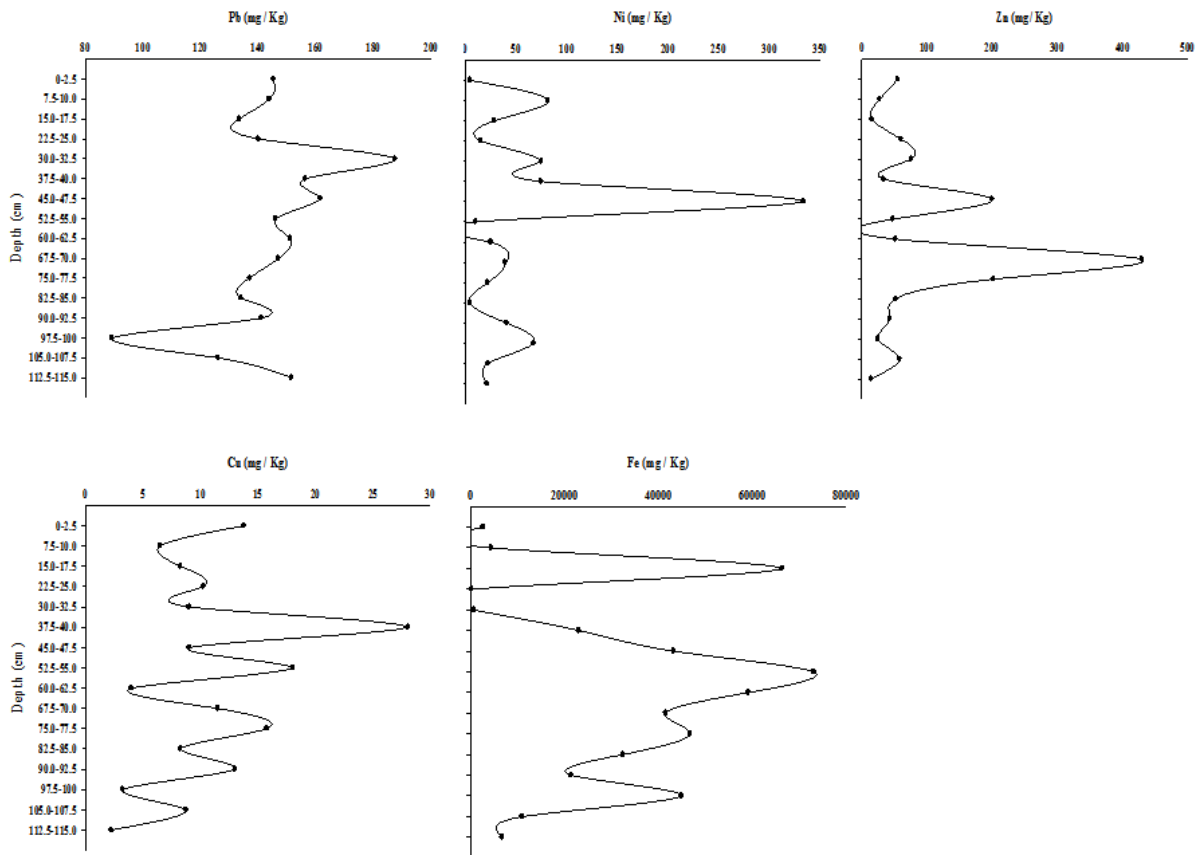 Pb (mg / Kg)
Ni (mg / Kg)
Zn (mg/ Kg)
80 100 120 140 160 180 200
0 50 100 150 200 250 300 350
0 100 200 300 400 500
Depth (cm)
0-2.5
7.5-10.0
15.0-17.5
22.5-25.0
30.0-32.5
37.5-40.0
45.0-47.5
52.5-55.0
60.0-62.5
67.5-70.0
75.0-77.5
82.5-85.0
90.0-92.5
97.5-100
105.0-107.5
112.5-115.0
Cu (mg / Kg)
Fe (mg / Kg)
0 5 10 15 20 25 30
0 20000 40000 60000 80000
Depth (cm)
0-2.5
7.5-10.0
15.0-17.5
22.5-25.0
30.0-32.5
37.5-40.0
45.0-47.5
52.5-55.0
60.0-62.5
67.5-70.0
75.0-77.5
82.5-85.0
90.0-92.5
97.5-100
105.0-107.5
112.5-115.0